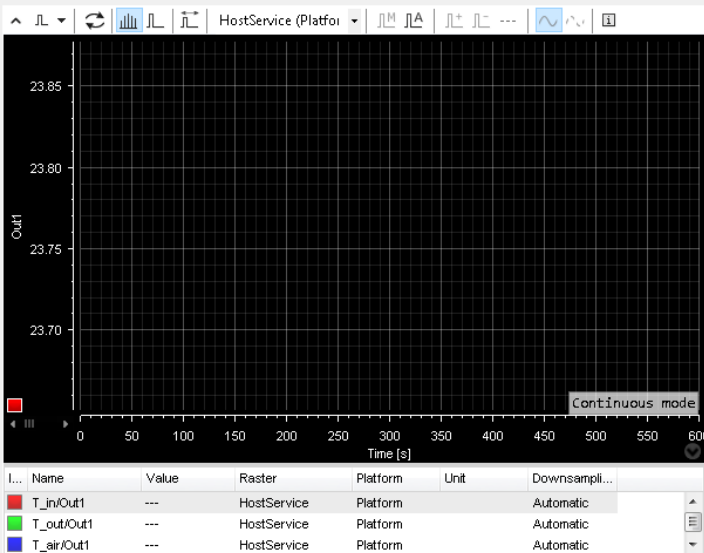 HostService (Platfor
M
A
i
23.85
23.80
23.75
23.70
Out1
Continuous mode
0 50 100 150 200 250 300 350 400 450 500 550 600
Time [s]
I... Name Value Raster Platform Unit Downsampli...
T_in/Out1 --- HostService Platform Automatic
T_out/Out1 --- HostService Platform Automatic
T_air/Out1 --- HostService Platform Automatic